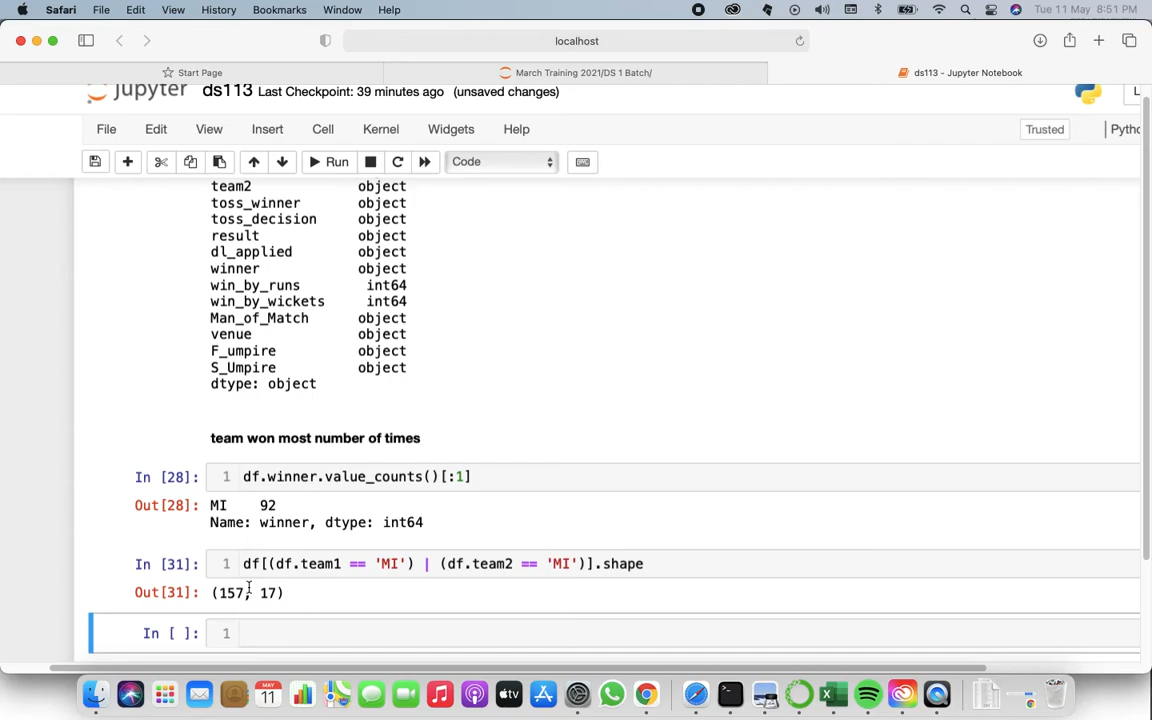 Safari File Edit View History Bookmarks Window Help Tue 11 May 8:51 PM
localhost
Start Page March Training 2021/DS 1 Batch/ ds113 - Jupyter Notebook
jupyter ds113 Last Checkpoint: 39 minutes ago (unsaved changes)
File Edit View Insert Cell Kernel Widgets Help Trusted Pytho
Run Code
team2 object
toss_winner object
toss_decision object
result object
dl_applied object
winner object
win_by_runs int64
win_by_wickets int64
Man_of_Match object
venue object
F_umpire object
S_Umpire object
dtype: object
team won most number of times
In [28]: 1 df.winner.value_counts()[:1]
Out[28]: MI 92
Name: winner, dtype: int64
In [31]: 1 df[(df.team1 == 'MI') | (df.team2 == 'MI')].shape
Out[31]: (157, 17)
In [ ]: 1
MAY
11
tv